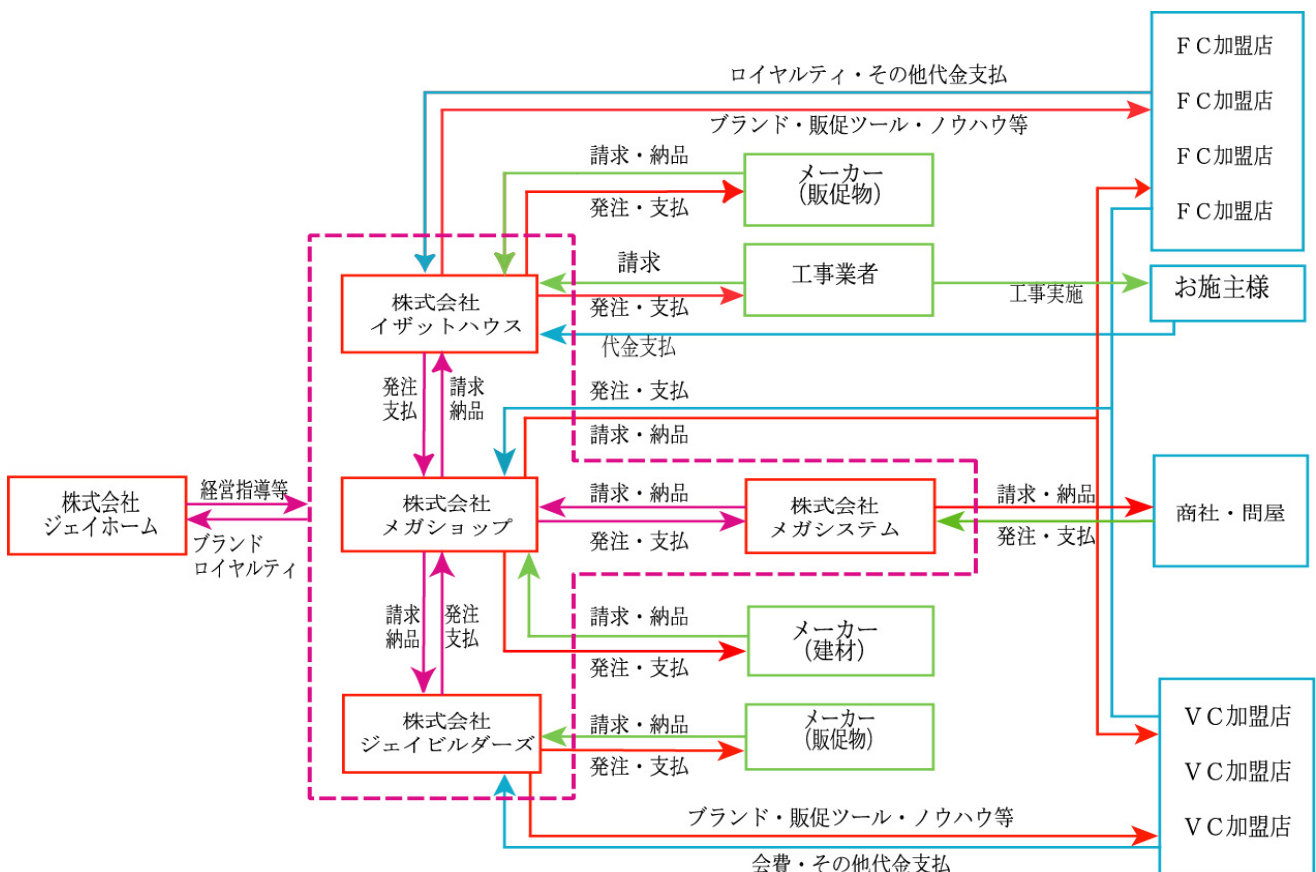 ＦＣ加盟店
ロイヤルティ・その他代金支払
ＦＣ加盟店
ブランド・販促ツール・ノウハウ等
請求・納品
メーカー
(販促物)
ＦＣ加盟店
発注・支払
ＦＣ加盟店
請求
工事業者
お施主様
工事実施
株式会社
イザットハウス
発注・支払
代金支払
発注
支払
請求
納品
発注・支払
請求・納品
株式会社
ジェイホーム
経営指導等
ブランド
ロイヤルティ
株式会社
メガショップ
請求・納品
発注・支払
株式会社
メガシステム
請求・納品
発注・支払
商社・問屋
請求
納品
発注
支払
請求・納品
発注・支払
メーカー
(建材)
株式会社
ジェイビルダーズ
請求・納品
発注・支払
メーカー
(販促物)
ＶＣ加盟店
ＶＣ加盟店
ＶＣ加盟店
ブランド・販促ツール・ノウハウ等
会費・その他代金支払